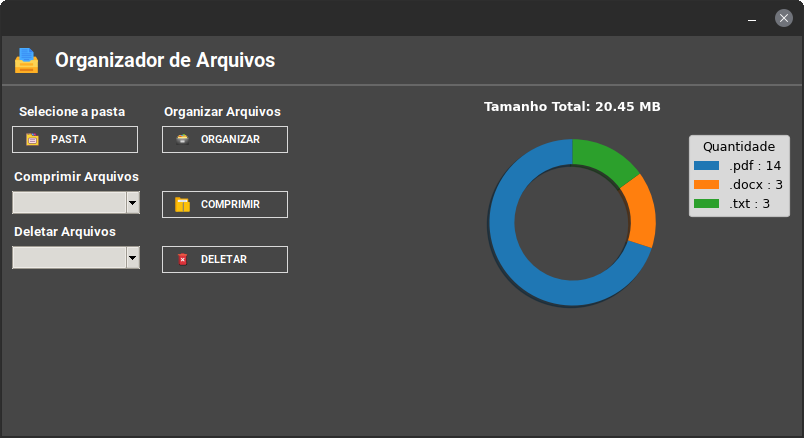 Organizador de Arquivos
Selecione a pasta
Organizar Arquivos
PASTA
ORGANIZAR
Comprimir Arquivos
COMPRIMIR
Deletar Arquivos
DELETAR
Tamanho Total: 20.45 MB
Quantidade
.pdf : 14
.docx : 3
.txt : 3